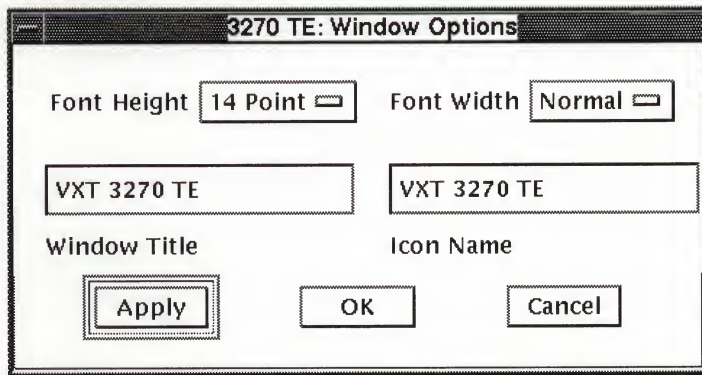 3270 TE: Window Options
Font Height 14 Point Font Width Normal
VXT 3270 TE VXT 3270 TE
Window Title Icon Name
Apply OK Cancel